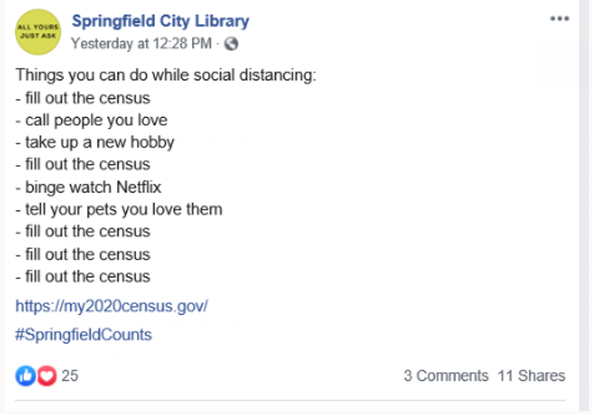 ALL YOURS
JUST ASK
Springfield City Library
Yesterday at 12:28 PM ·
Things you can do while social distancing:
- fill out the census
- call people you love
- take up a new hobby
- fill out the census
- binge watch Netflix
- tell your pets you love them
- fill out the census
- fill out the census
- fill out the census
https://my2020census.gov/
#SpringfieldCounts
25 3 Comments 11 Shares